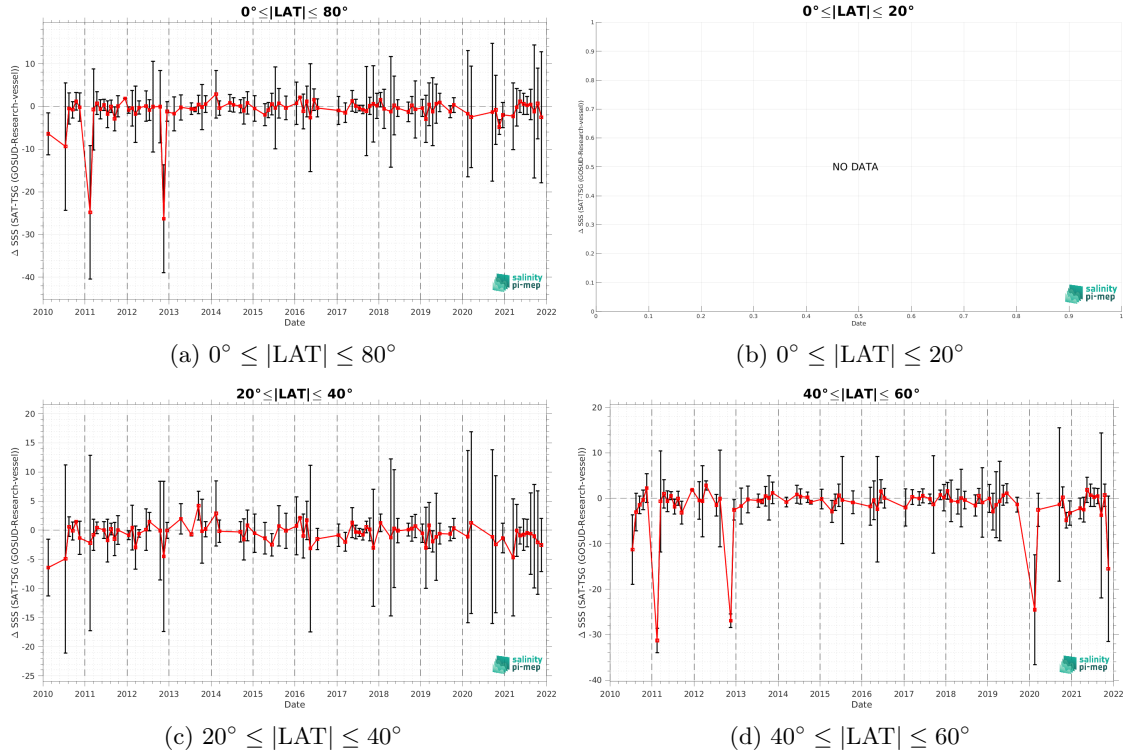 0°≤|LAT|≤ 80°
Δ SSS (SAT-TSG (GOSUD-Research-vessel))
10
0
-10
-20
-30
-40
2010 2011 2012 2013 2014 2015 2016 2017 2018 2019 2020 2021 2022
Date
salinity
pi-mep
(a) 0° ≤ |LAT| ≤ 80°
0°≤|LAT|≤ 20°
Δ SSS (SAT-TSG (GOSUD-Research-vessel))
1
0.9
0.8
0.7
0.6
0.5
0.4
0.3
0.2
0.1
0
NO DATA
0 0.1 0.2 0.3 0.4 0.5 0.6 0.7 0.8 0.9 1
Date
salinity
pi-mep
(b) 0° ≤ |LAT| ≤ 20°
20°≤|LAT|≤ 40°
Δ SSS (SAT-TSG (GOSUD-Research-vessel))
20
15
10
5
0
-5
-10
-15
-20
-25
2010 2011 2012 2013 2014 2015 2016 2017 2018 2019 2020 2021 2022
Date
salinity
pi-mep
(c) 20° ≤ |LAT| ≤ 40°
40°≤|LAT|≤ 60°
Δ SSS (SAT-TSG (GOSUD-Research-vessel))
20
10
0
-10
-20
-30
-40
2010 2011 2012 2013 2014 2015 2016 2017 2018 2019 2020 2021 2022
Date
salinity
pi-mep
(d) 40° ≤ |LAT| ≤ 60°